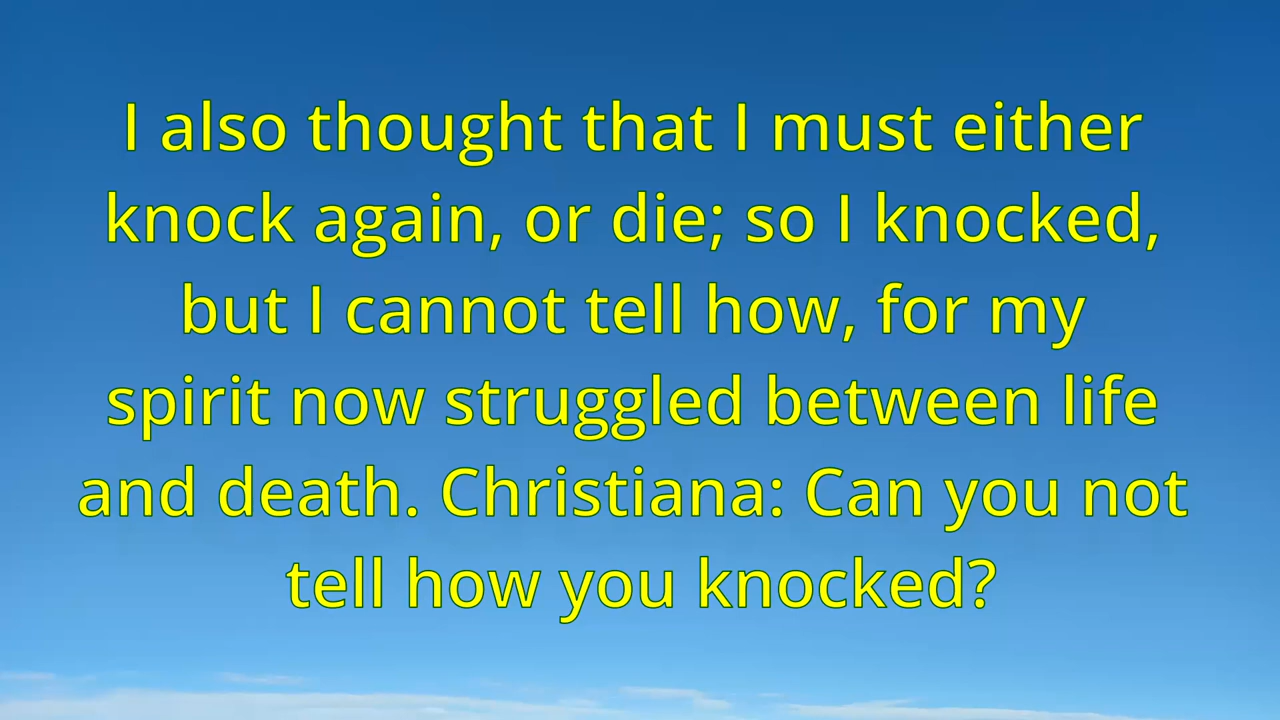 I also thought that I must either
knock again, or die; so I knocked,
but I cannot tell how, for my
spirit now struggled between life
and death. Christiana: Can you not
tell how you knocked?